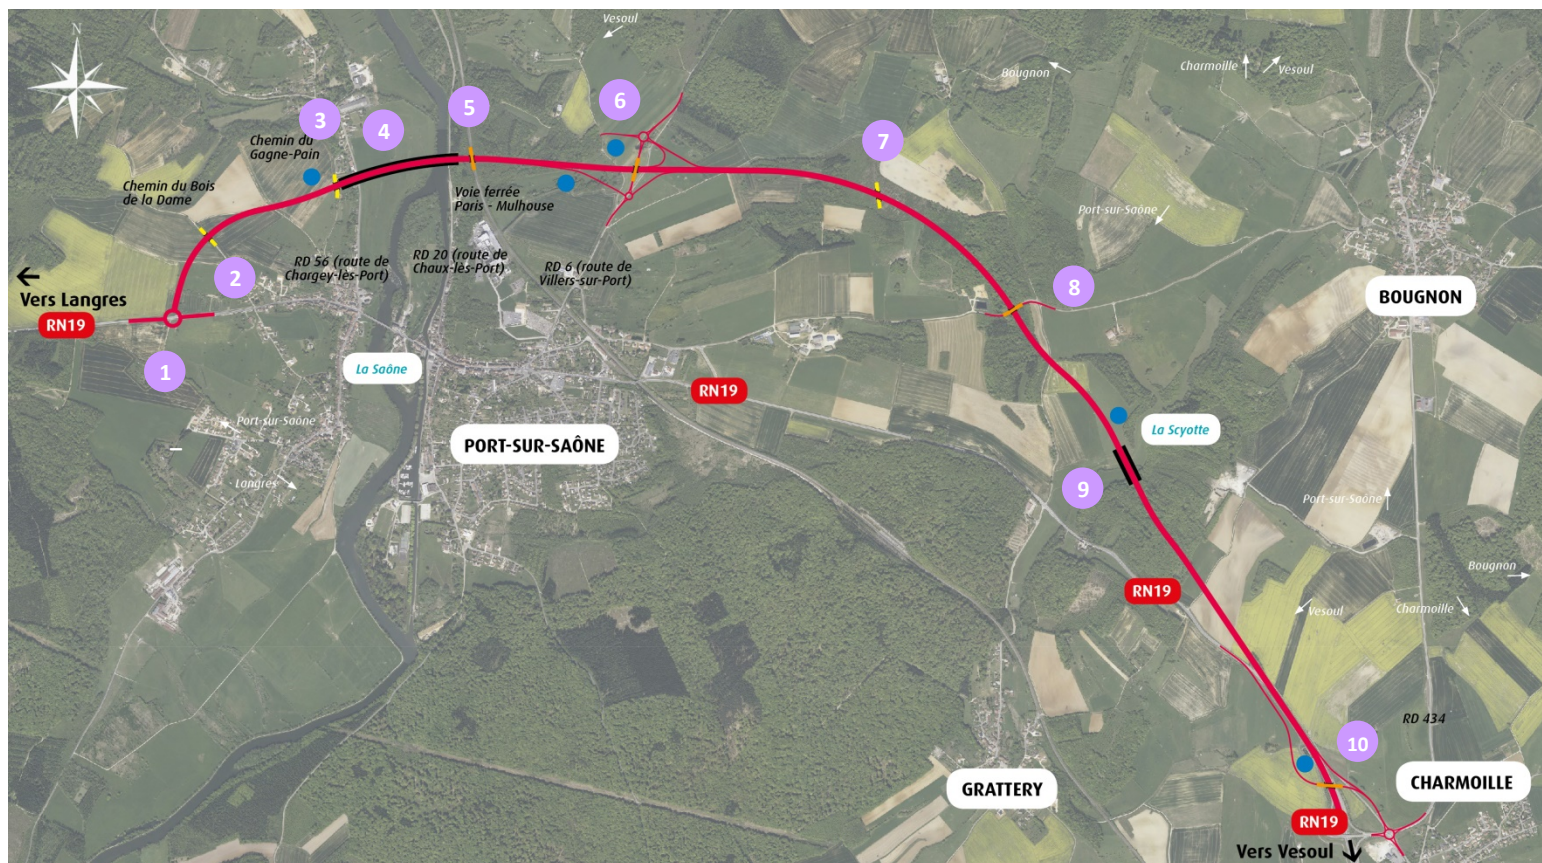 N
Vesoul
6
5
3
4
Chemin du
Gagne-Pain
7
Bougnon
Charmoille
Vesoul
Chemin du Bois
de la Dame
Voie ferrée
Paris - Mulhouse
Port-sur-Saône
RD 56 (route de
Chargey-lès-Port)
RD 20 (route de
Chaux-lès-Port)
RD 6 (route de
Villers-sur-Port)
2
8
Vers Langres
RN19
BOUGNON
1
La Saône
RN19
Port-sur-Saône
PORT-SUR-SAÔNE
La Scyotte
Langres
9
Port-sur-Saône
Bougnon
RN19
Vesoul
Charmoille
RD 434
10
GRATTERY
CHARMOILLE
RN19
Vers Vesoul